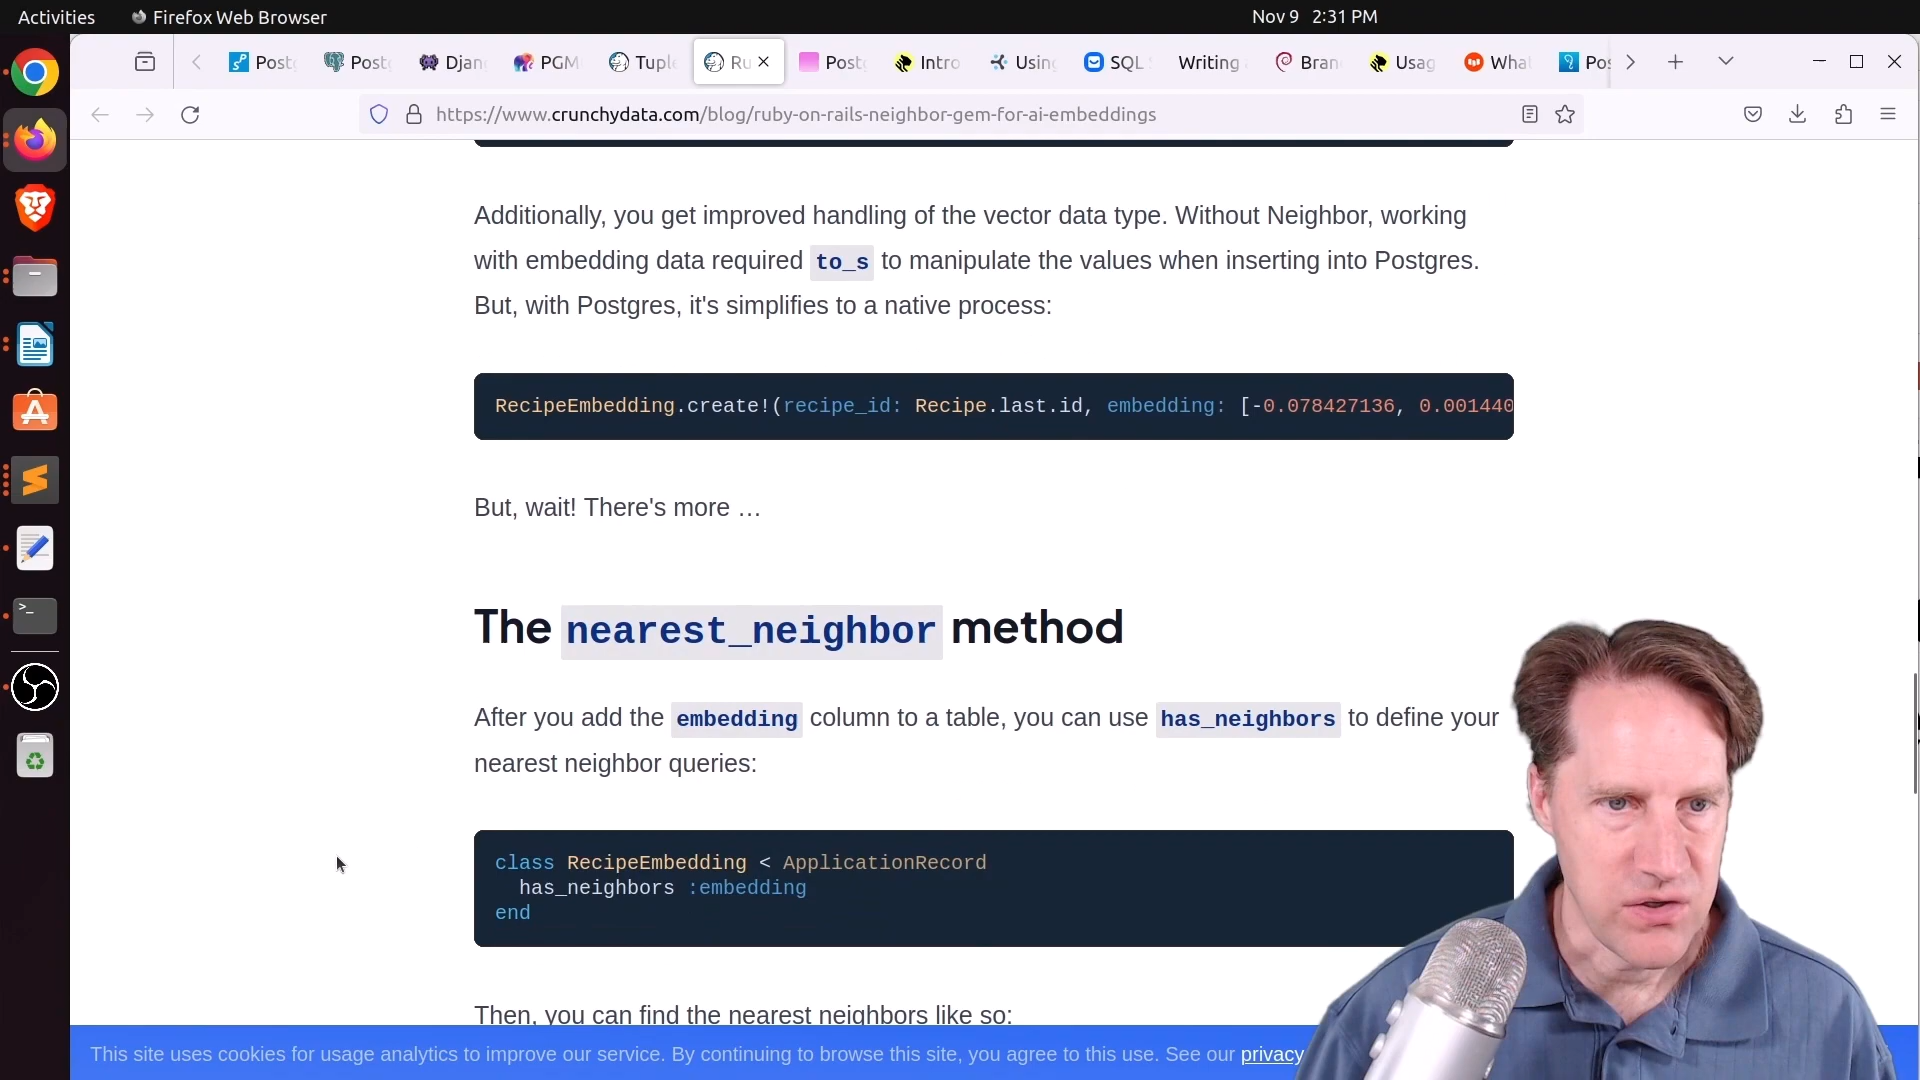 Activities
Firefox Web Browser
Nov 9 2:31 PM
Post
Post
Djan
PGM
Tuple
Ru
Post
Intro
Using
SQL
Writing
Bran
Usag
What
Pos
https://www.crunchydata.com/blog/ruby-on-rails-neighbor-gem-for-ai-embeddings
Additionally, you get improved handling of the vector data type. Without Neighbor, working
with embedding data required to_s to manipulate the values when inserting into Postgres.
But, with Postgres, it's simplifies to a native process:
RecipeEmbedding.create!(recipe_id: Recipe.last.id, embedding: [-0.078427136, 0.001440
But, wait! There's more …
The nearest_neighbor method
After you add the embedding column to a table, you can use has_neighbors to define your
nearest neighbor queries:
class RecipeEmbedding < ApplicationRecord
has_neighbors :embedding
end
Then, you can find the nearest neighbors like so:
This site uses cookies for usage analytics to improve our service. By continuing to browse this site, you agree to this use. See our privacy